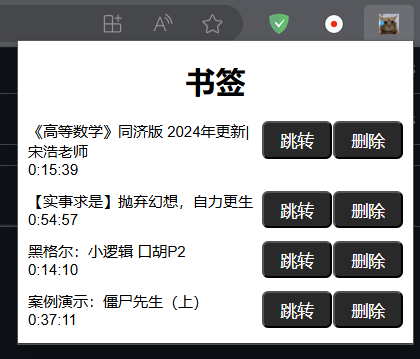 书签
《高等数学》同济版 2024年更新|
宋浩老师
0:15:39
跳转 删除
【实事求是】抛弃幻想，自力更生
0:54:57
跳转 删除
黑格尔：小逻辑 口胡P2
0:14:10
跳转 删除
案例演示：僵尸先生（上）
0:37:11
跳转 删除